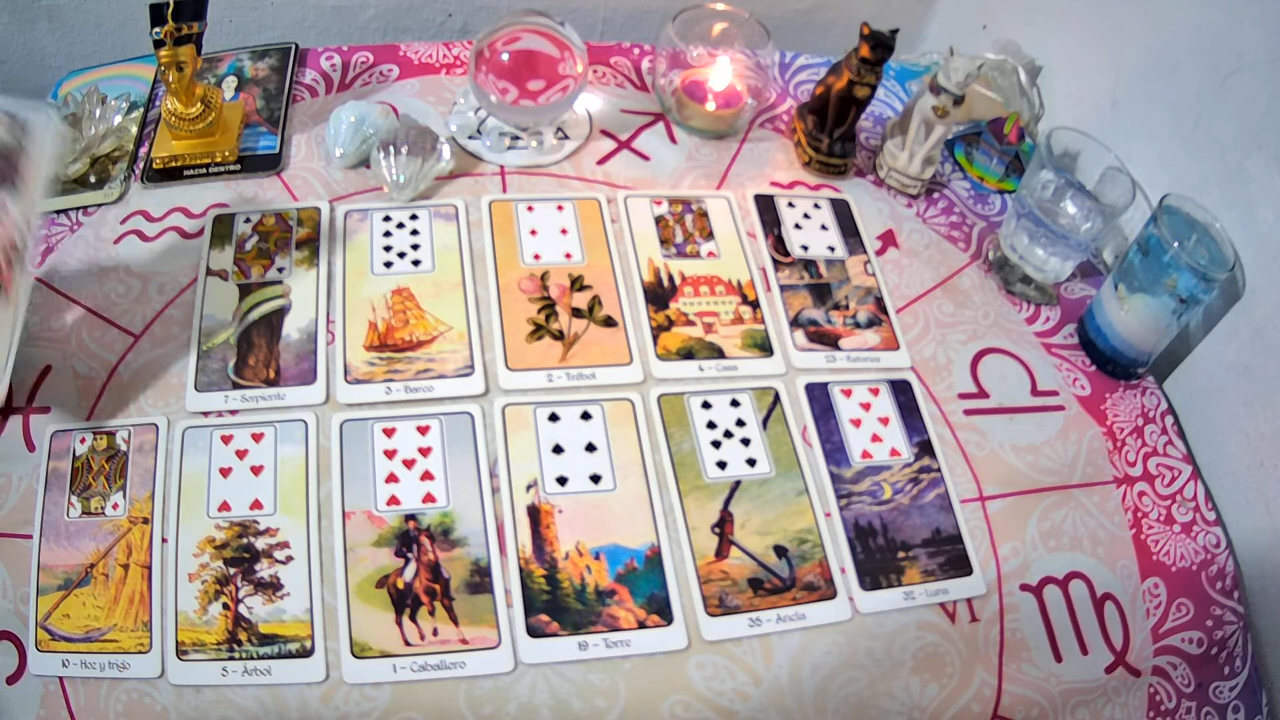 HACIA DENTRO
7 - Serpiente
3 - Barco
2 - Trébol
4 - Casa
23 - Ratones
10 - Hoz y trigo
5 - Árbol
1 - Caballero
19 - Torre
35 - Ancla
32 - Luna
VI